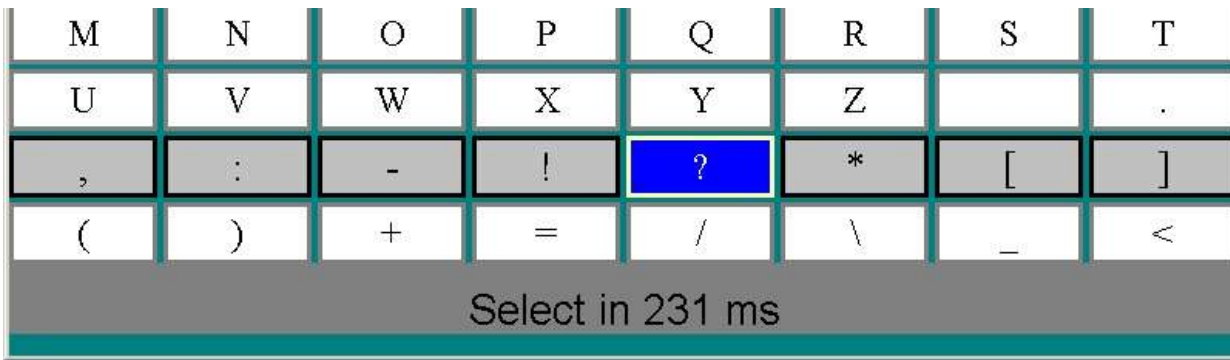 M N O P Q R S T
U V W X Y Z .
, : - ! ? * [ ]
( ) + = / \ _ <
Select in 231 ms